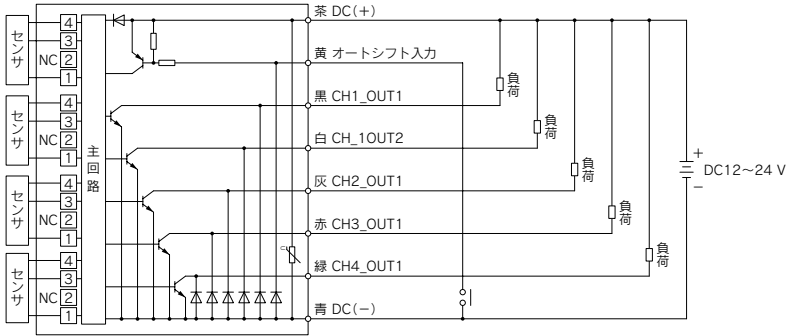 茶 DC(+)
黄 オートシフト入力
黒 CH1_OUT1
白 CH_1OUT2
灰 CH2_OUT1
赤 CH3_OUT1
緑 CH4_OUT1
青 DC(−)
センサ
4
3
NC 2
1
センサ
4
3
NC 2
1
センサ
4
3
NC 2
1
センサ
4
3
NC 2
1
主回路
負荷
負荷
負荷
負荷
負荷
+
DC12〜24 V
−